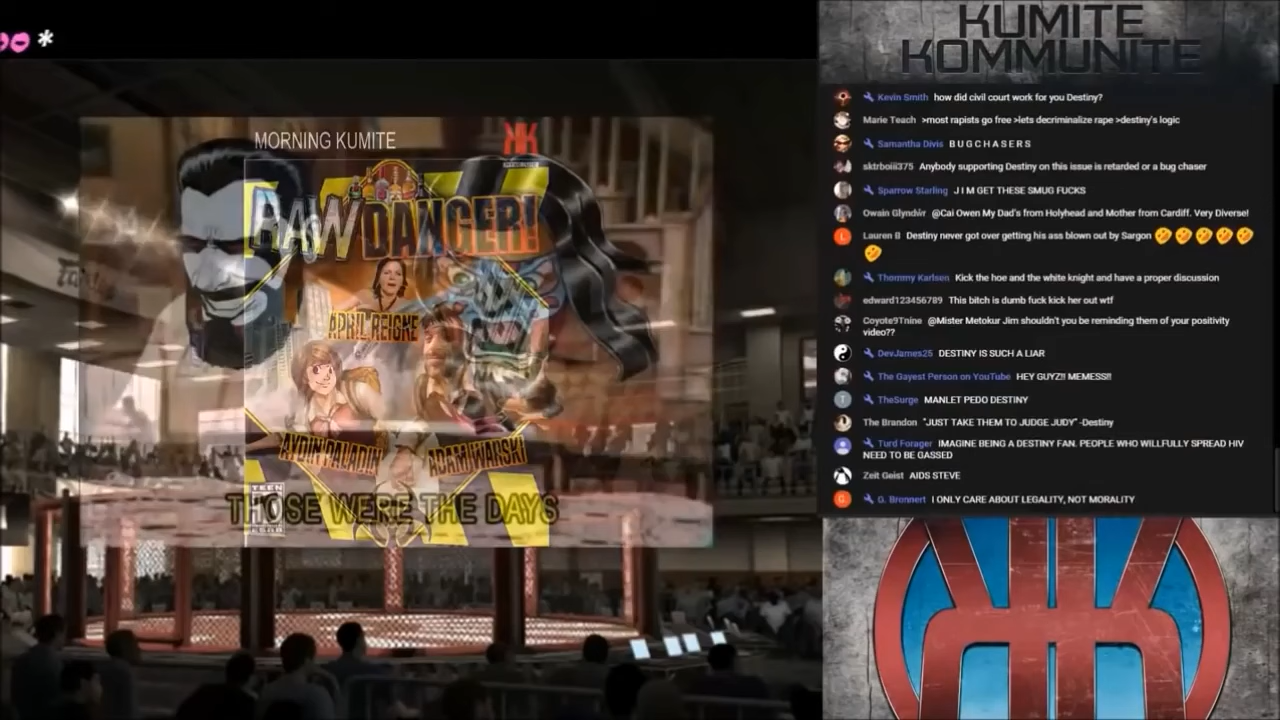 KUMITE
KOMMUNITE
MORNING KUMITE
RAW DANGER!
APRIL REIGNE
AYDIN PALADIN
ADAM WARSKI
THOSE WERE THE DAYS
TEEN
Kevin Smith how did civil court work for you Destiny?
Marie Teach >most rapists go free >lets decriminalize rape >destiny's logic
Samantha Divis B U G C H A S E R S
sktrboiii375 Anybody supporting Destiny on this issue is retarded or a bug chaser
Sparrow Starling J I M GET THESE SMUG FUCKS
Owain Glyndŵr @Cai Owen My Dad's from Holyhead and Mother from Cardiff. Very Diverse!
L Lauren B Destiny never got over getting his ass blown out by Sargon 🤣🤣🤣🤣🤣
🤣
Thommy Karlsen Kick the hoe and the white knight and have a proper discussion
edward123456789 This bitch is dumb fuck kick her out wtf
Coyote9Tnine @Mister Metokur Jim shouldn't you be reminding them of your positivity
video??
DevJames25 DESTINY IS SUCH A LIAR
The Gayest Person on YouTube HEY GUYZ!! MEMESS!!
T TheSurge MANLET PEDO DESTINY
The Brandon "JUST TAKE THEM TO JUDGE JUDY" -Destiny
Turd Forager IMAGINE BEING A DESTINY FAN. PEOPLE WHO WILLFULLY SPREAD HIV
NEED TO BE GASSED
Zeit Geist AIDS STEVE
G. G. Bronnert I ONLY CARE ABOUT LEGALITY, NOT MORALITY